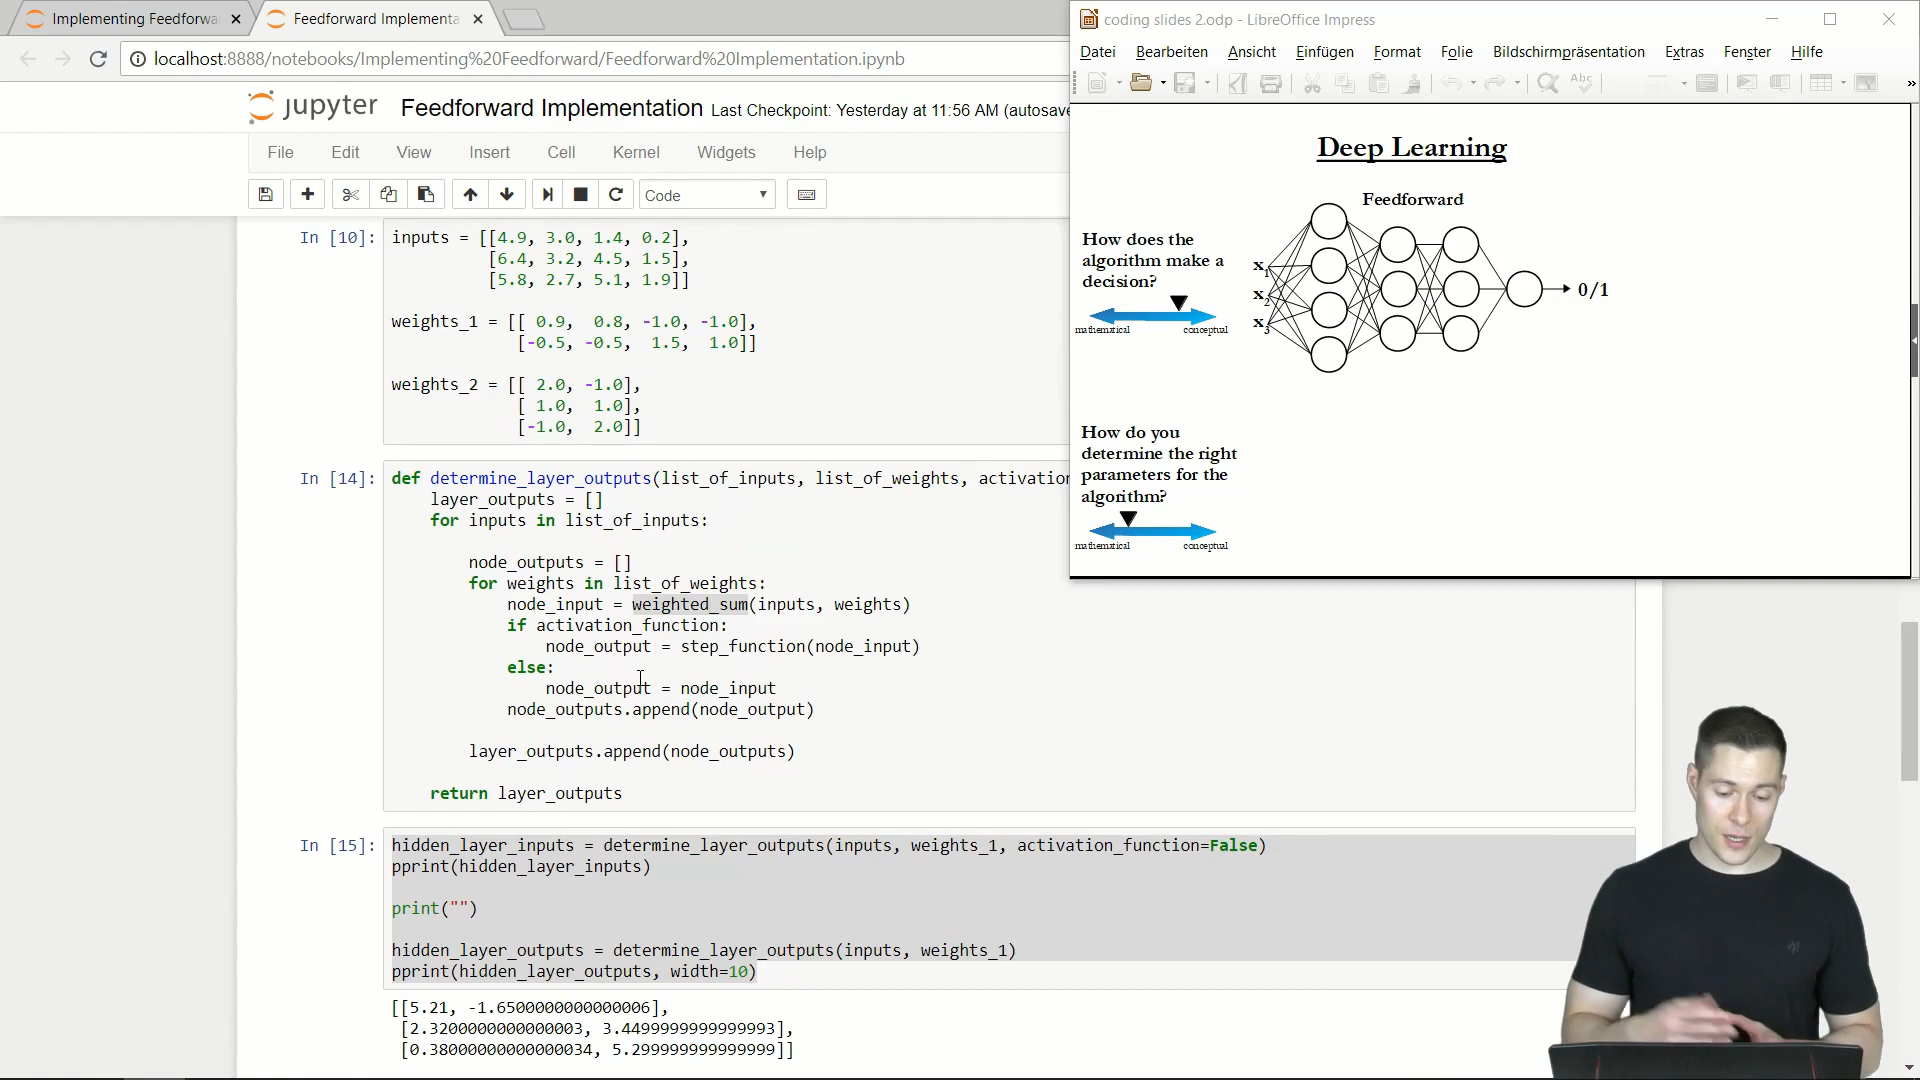 Implementing Feedforwa
Feedforward Implementa
localhost:8888/notebooks/Implementing%20Feedforward/Feedforward%20Implementation.ipynb
jupyter Feedforward Implementation Last Checkpoint: Yesterday at 11:56 AM (autosave
File Edit View Insert Cell Kernel Widgets Help
Code
In [10]: inputs = [[4.9, 3.0, 1.4, 0.2],
[6.4, 3.2, 4.5, 1.5],
[5.8, 2.7, 5.1, 1.9]]
weights_1 = [[ 0.9, 0.8, -1.0, -1.0],
[-0.5, -0.5, 1.5, 1.0]]
weights_2 = [[ 2.0, -1.0],
[ 1.0, 1.0],
[-1.0, 2.0]]
In [14]: def determine_layer_outputs(list_of_inputs, list_of_weights, activation
layer_outputs = []
for inputs in list_of_inputs:
node_outputs = []
for weights in list_of_weights:
node_input = weighted_sum(inputs, weights)
if activation_function:
node_output = step_function(node_input)
else:
node_output = node_input
node_outputs.append(node_output)
layer_outputs.append(node_outputs)
return layer_outputs
In [15]: hidden_layer_inputs = determine_layer_outputs(inputs, weights_1, activation_function=False)
pprint(hidden_layer_inputs)
print("")
hidden_layer_outputs = determine_layer_outputs(inputs, weights_1)
pprint(hidden_layer_outputs, width=10)
[[5.21, -1.6500000000000006],
[2.3200000000000003, 3.4499999999999993],
[0.38000000000000034, 5.299999999999999]]
coding slides 2.odp - LibreOffice Impress
Datei Bearbeiten Ansicht Einfügen Format Folie Bildschirmpräsentation Extras Fenster Hilfe
Abc
»
Deep Learning
Feedforward
How does the
algorithm make a
decision?
mathematical conceptual
x1
x2
x3
0/1
How do you
determine the right
parameters for the
algorithm?
mathematical conceptual